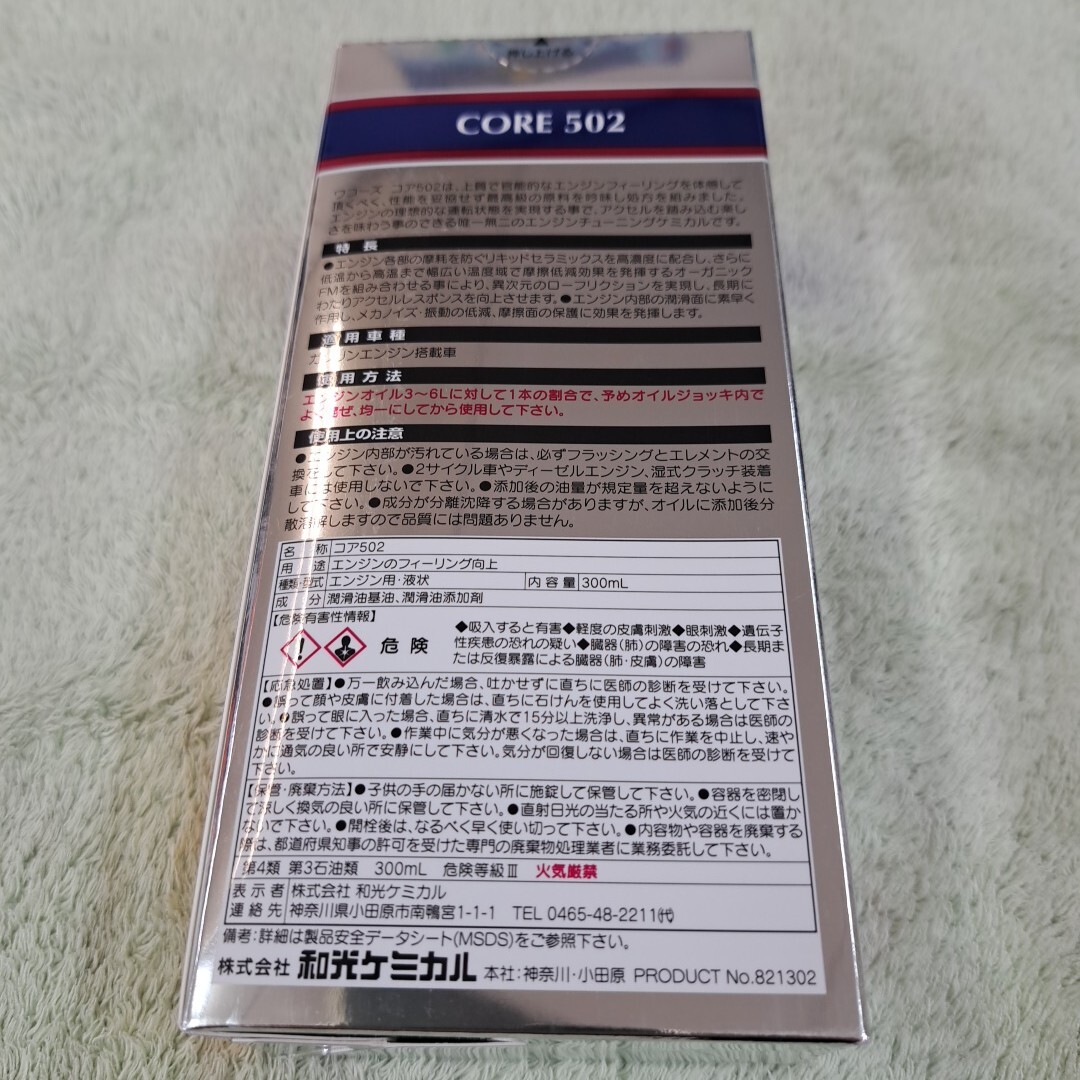 押し上げる
CORE 502
ワコーズ コア502は、上質で官能的なエンジンフィーリングを体感して
頂くべく、性能を妥協せず最高級の原料を吟味し処方を組みました。
エンジンの理想的な運転状態を実現する事で、アクセルを踏み込む楽し
さを味わう事のできる唯一無二のエンジンチューニングケミカルです。
特長
●エンジン各部の摩耗を防ぐリキッドセラミックスを高濃度に配合し、さらに
低温から高温まで幅広い温度域で摩擦低減効果を発揮するオーガニック
FMを組み合わせる事により、異次元のローフリクションを実現し、長期に
わたりアクセルレスポンスを向上させます。●エンジン内部の潤滑面に素早く
作用し、メカノイズ・振動の低減、摩擦面の保護に効果を発揮します。
適用車種
ガソリンエンジン搭載車
使用方法
エンジンオイル3～6Lに対して1本の割合で、予めオイルジョッキ内で
よく混ぜ、均一にしてから使用して下さい。
使用上の注意
●エンジン内部が汚れている場合は、必ずフラッシングとエレメントの交
換をして下さい。●2サイクル車やディーゼルエンジン、湿式クラッチ装着
車には使用しないで下さい。●添加後の油量が規定量を超えないように
して下さい。●成分が分離沈降する場合がありますが、オイルに添加後分
散溶解しますので品質には問題ありません。
名称 コア502
用途 エンジンのフィーリング向上
種類・型式 エンジン用・液状 内容量 300mL
成分 潤滑油基油、潤滑油添加剤
【危険有害性情報】
危険
◆吸入すると有害◆軽度の皮膚刺激◆眼刺激◆遺伝子
性疾患の恐れの疑い◆臓器(肺)の障害の恐れ◆長期ま
たは反復暴露による臓器(肺・皮膚)の障害
【応急処置】●万一飲み込んだ場合、吐かせずに直ちに医師の診断を受けて下さい。
●誤って顔や皮膚に付着した場合は、直ちに石けんを使用してよく洗い落として下さ
い。●誤って眼に入った場合、直ちに清水で15分以上洗浄し、異常がある場合は医師の
診断を受けて下さい。●作業中に気分が悪くなった場合は、直ちに作業を中止し、速や
かに通気の良い所で安静にして下さい。気分が回復しない場合は医師の診断を受けて
下さい。
【保管・廃棄方法】●子供の手の届かない所に施錠して保管して下さい。●容器を密閉し
て涼しく換気の良い所に保管して下さい。●直射日光の当たる所や火気の近くには置か
ないで下さい。●開栓後は、なるべく早く使い切って下さい。●内容物や容器を廃棄する
際は、都道府県知事の許可を受けた専門の廃棄物処理業者に業務委託して下さい。
第4類 第3石油類 300mL 危険等級Ⅲ 火気厳禁
表示者 株式会社 和光ケミカル
連絡先 神奈川県小田原市南鴨宮1-1-1 TEL 0465-48-2211㈹
備考:詳細は製品安全データシート(MSDS)をご参照下さい。
株式会社 和光ケミカル 本社:神奈川・小田原 PRODUCT No.821302